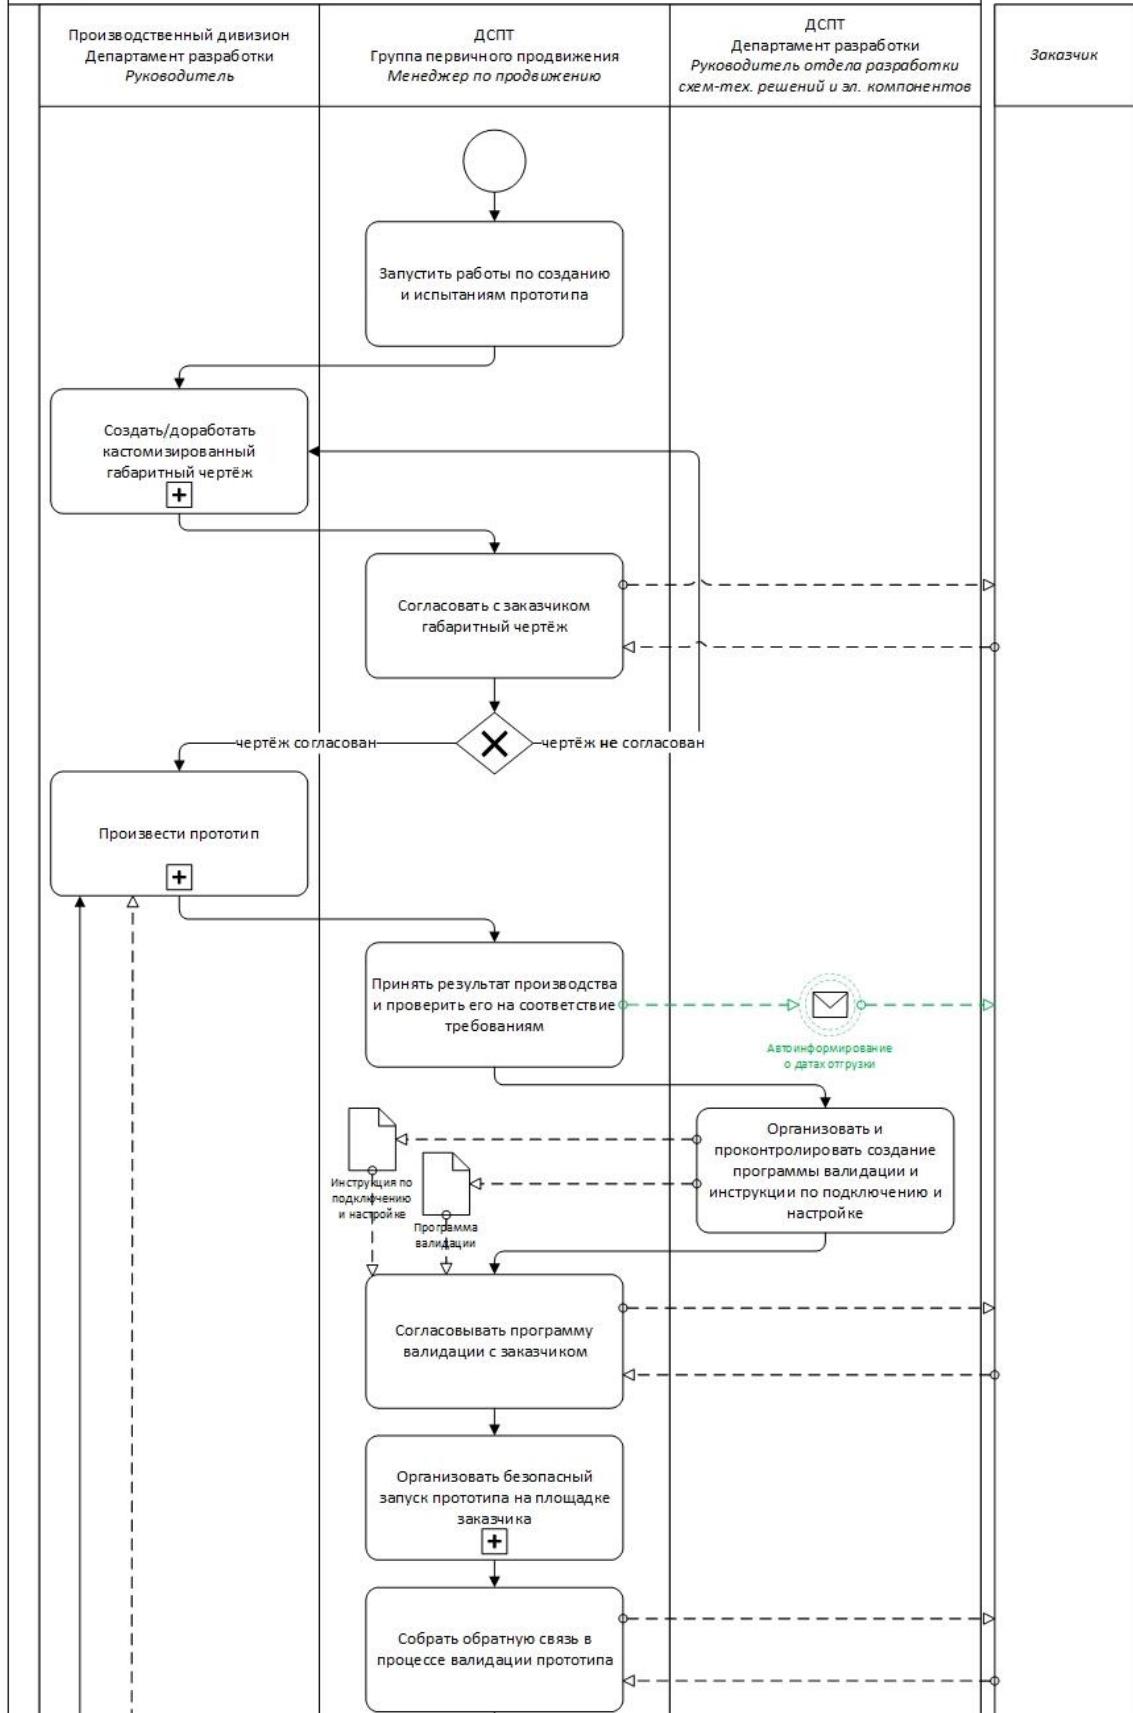 Производственный дивизион
Департамент разработки
Руководитель
ДСПТ
Группа первичного продвижения
Менеджер по продвижению
ДСПТ
Департамент разработки
Руководитель отдела разработки
схем-тех. решений и эл. компонентов
Заказчик
Запустить работы по созданию
и испытаниям прототипа
Создать/доработать
кастомизированный
габаритный чертёж
Согласовать с заказчиком
габаритный чертёж
чертёж согласован
чертёж не согласован
Произвести прототип
Принять результат производства
и проверить его на соответствие
требованиям
Автоинформирование
о датах отгрузки
Организовать и
проконтролировать создание
программы валидации и
инструкции по подключению и
настройке
Инструкция по
подключению
и настройке
Программа
валидации
Согласовывать программу
валидации с заказчиком
Организовать безопасный
запуск прототипа на площадке
заказчика
Собрать обратную связь в
процессе валидации прототипа